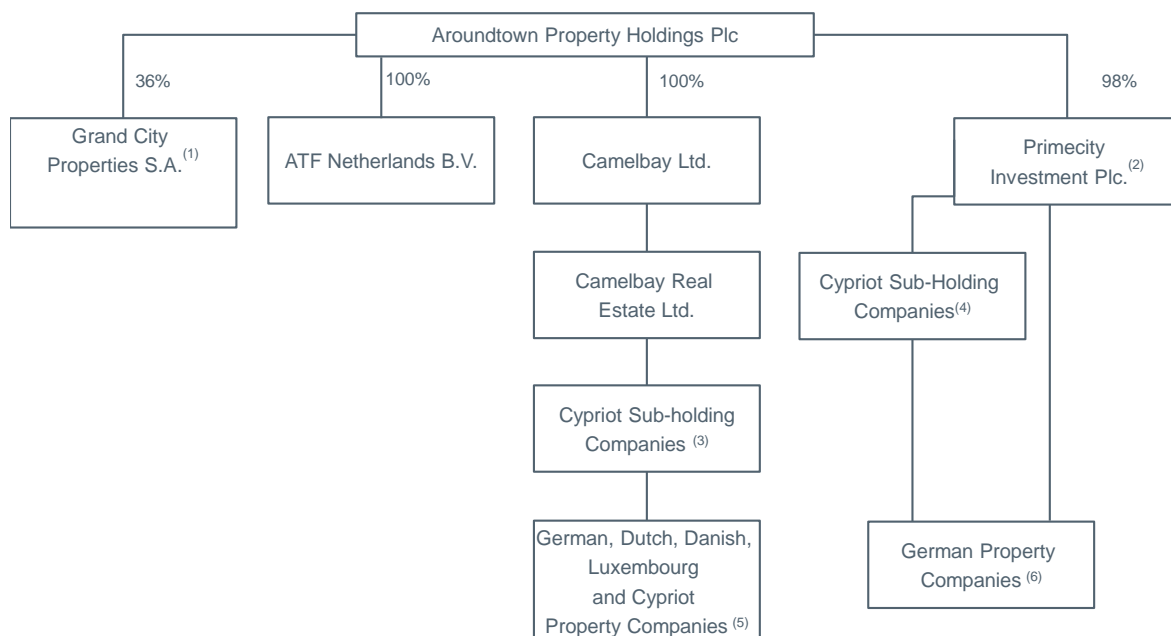 Aroundtown Property Holdings Plc
36%
100%
100%
98%
Grand City
Properties S.A.(1)
ATF Netherlands B.V.
Camelbay Ltd.
Primecity
Investment Plc.(2)
Camelbay Real
Estate Ltd.
Cypriot Sub-Holding
Companies(4)
Cypriot Sub-holding
Companies (3)
German, Dutch, Danish,
Luxembourg
and Cypriot
Property Companies (5)
German Property
Companies (6)